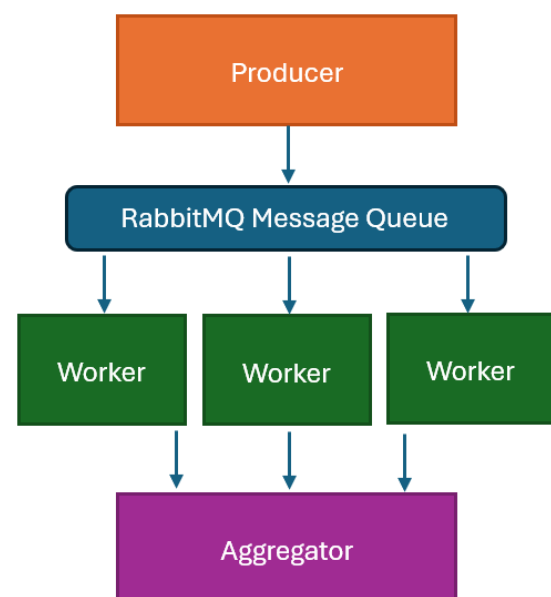 Producer
RabbitMQ Message Queue
Worker
Worker
Worker
Aggregator